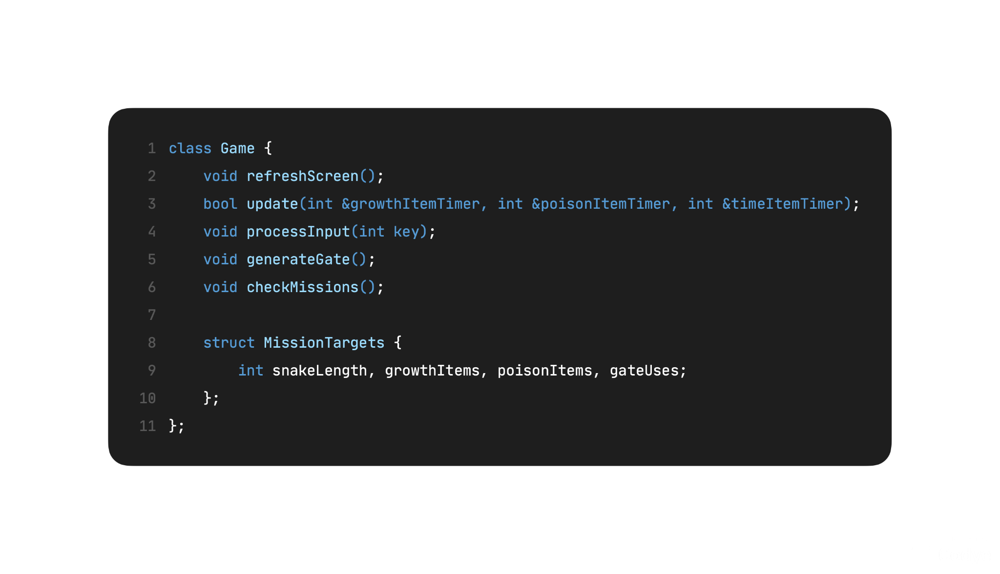 1 class Game {
2     void refreshScreen();
3     bool update(int &growthItemTimer, int &poisonItemTimer, int &timeItemTimer);
4     void processInput(int key);
5     void generateGate();
6     void checkMissions();
7
8     struct MissionTargets {
9         int snakeLength, growthItems, poisonItems, gateUses;
10     };
11 };